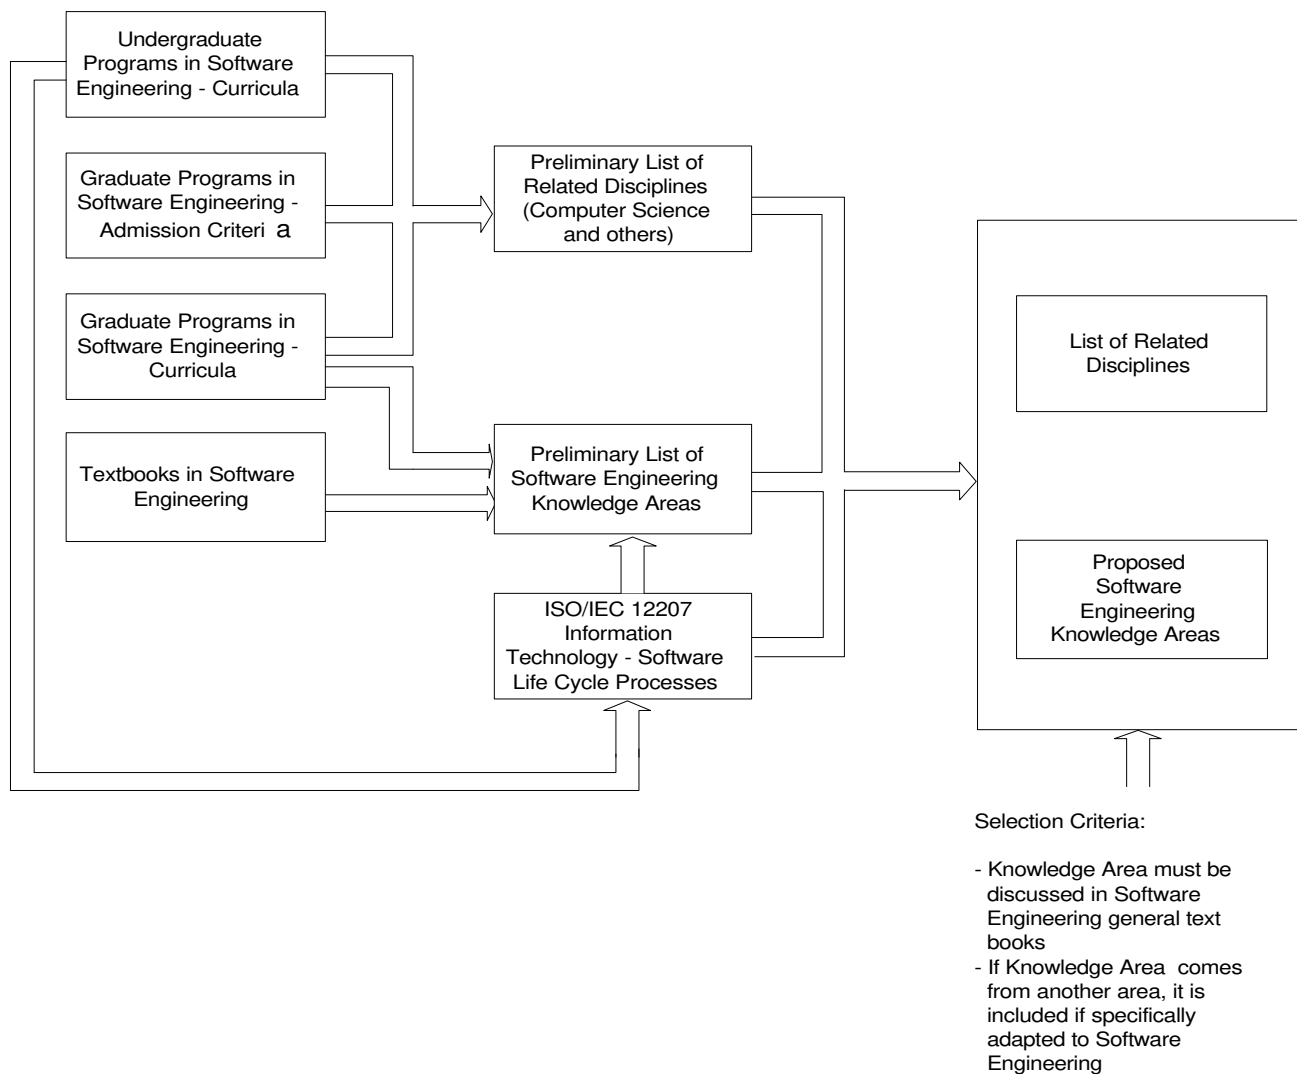 Undergraduate
Programs in Software
Engineering - Curricula
Graduate Programs in
Software Engineering -
Admission Criteri a
Graduate Programs in
Software Engineering -
Curricula
Textbooks in Software
Engineering
Preliminary List of
Related Disciplines
(Computer Science
and others)
Preliminary List of
Software Engineering
Knowledge Areas
ISO/IEC 12207
Information
Technology - Software
Life Cycle Processes
List of Related
Disciplines
Proposed
Software
Engineering
Knowledge Areas
Selection Criteria:
- Knowledge Area must be
discussed in Software
Engineering general text
books
- If Knowledge Area comes
from another area, it is
included if specifically
adapted to Software
Engineering